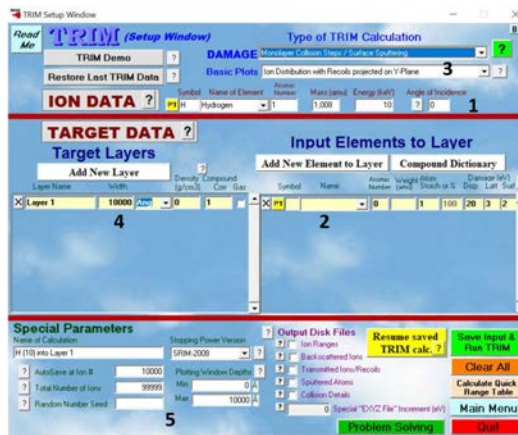 TRIM Setup Window
Read Me
TRIM (Setup Window)
Type of TRIM Calculation
B
TRIM Demo ?
DAMAGE Monolayer Collision Steps / Surface Sputtering ?
Restore Last TRIM Data ?
Basic Plots Ion Distribution with Recoils projected on Y-Plane ?
3
ION DATA ?
Symbol Name of Element Atomic Number Mass (amu) Energy (keV) Angle of Incidence
PT H Hydrogen 1 1,008 10 ? 0
1
TARGET DATA ?
Target Layers
Input Elements to Layer
Add New Layer
Add New Element to Layer Compound Dictionary
Layer Name Width Density (g/cm3) Compound Corr Gas
Symbol Name Atomic Number Weight (amu) Atom Stoich or % Damage (eV) Disp Latt Surf
X Layer 1 10000 Ang 0 1
X PT 0 1 100 20 3 2
4
2
Special Parameters
Name of Calculation
Stopping Power Version
H (10) into Layer 1
SRIM-2008 ?
? AutoSave at Ion # 10000
? Total Number of Ions 99999
? Random Number Seed
Plotting Window Depths ?
Min 0 Å
Max 10000 Å
5
? Output Disk Files
? Ion Ranges
? Backscattered Ions
? Transmitted Ions/Recoils
? Sputtered Atoms
? Collision Details
? 0 Special "EXYZ File" Increment (eV)
Resume saved TRIM calc. ?
Save Input & Run TRIM
Clear All
Calculate Quick Range Table
Main Menu
Problem Solving
Quit